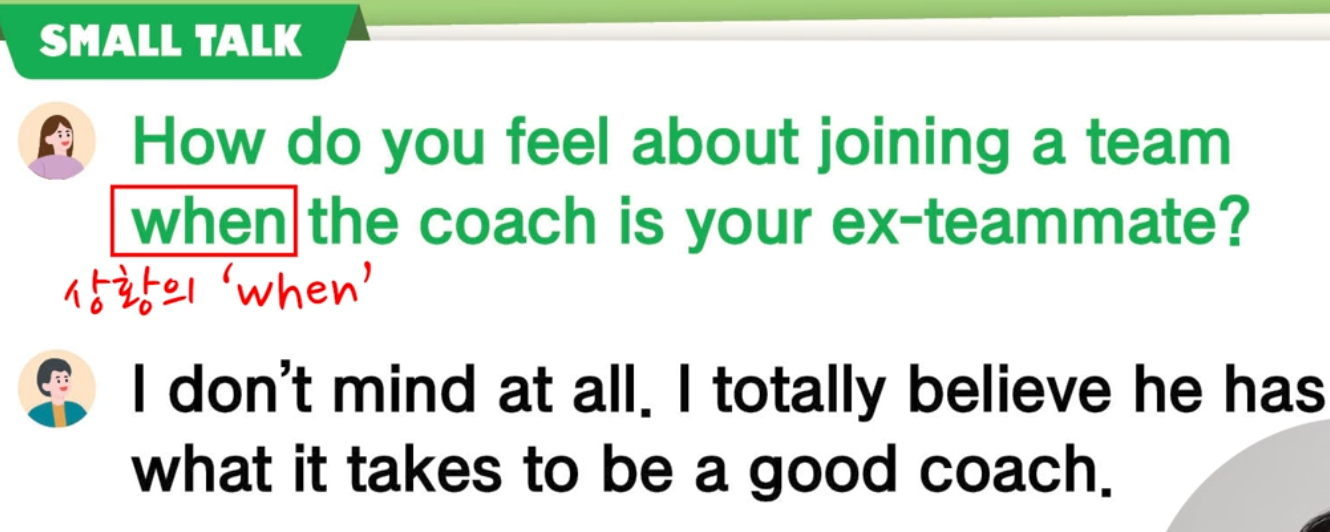 SMALL TALK
How do you feel about joining a team
when the coach is your ex-teammate?
상황의 ‘when’
I don’t mind at all. I totally believe he has
what it takes to be a good coach.